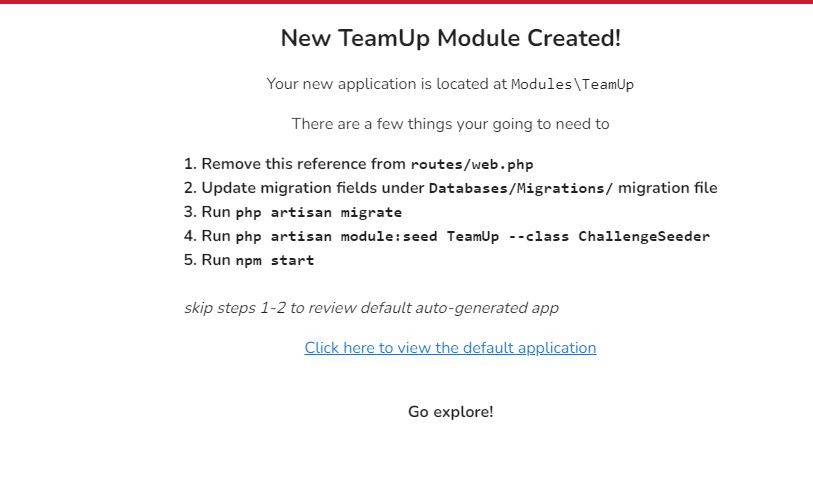 New TeamUp Module Created!
Your new application is located at Modules\TeamUp
There are a few things your going to need to
1. Remove this reference from routes/web.php
2. Update migration fields under Databases/Migrations/ migration file
3. Run php artisan migrate
4. Run php artisan module:seed TeamUp --class ChallengeSeeder
5. Run npm start
skip steps 1-2 to review default auto-generated app
Click here to view the default application
Go explore!